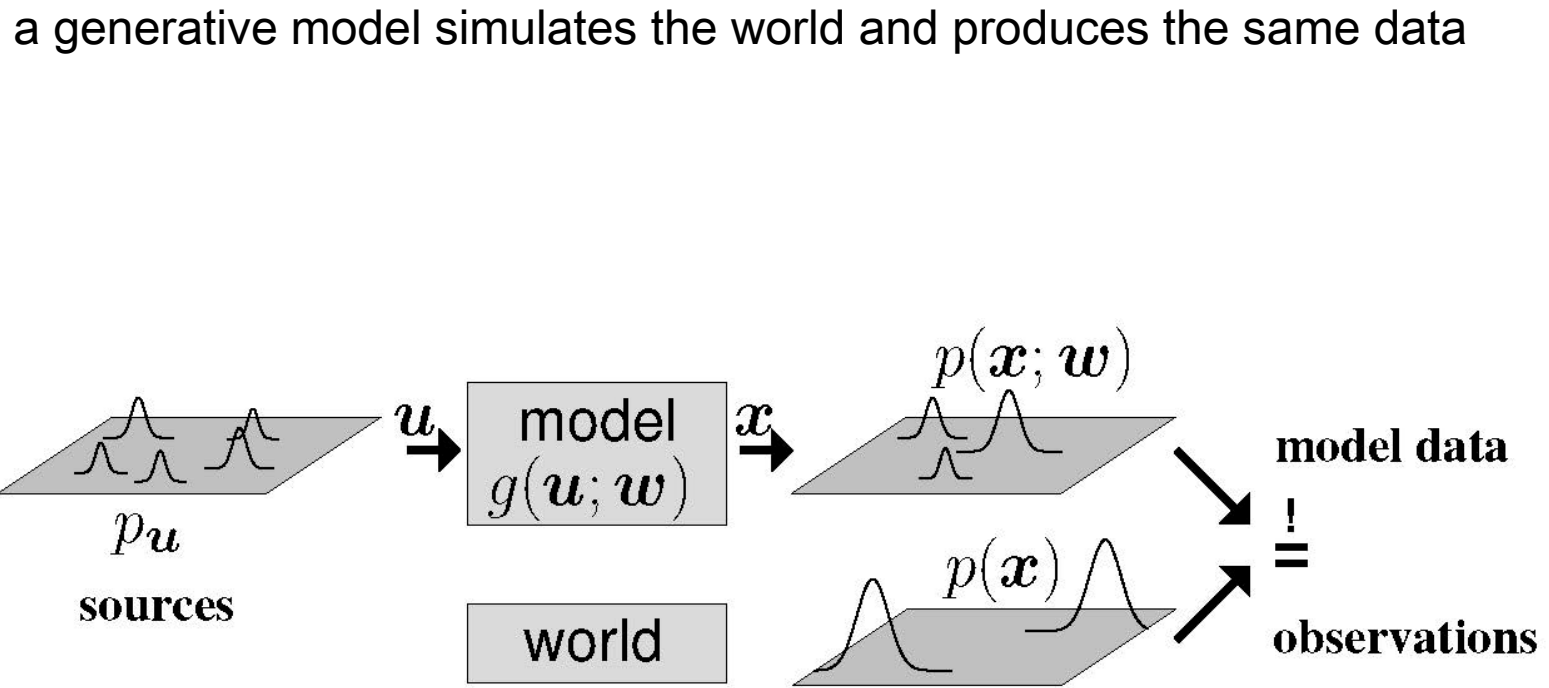 a generative model simulates the world and produces the same data
p(x; w)
u
model
x
g(u; w)
model data
!
=
p_u
p(x)
sources
world
observations